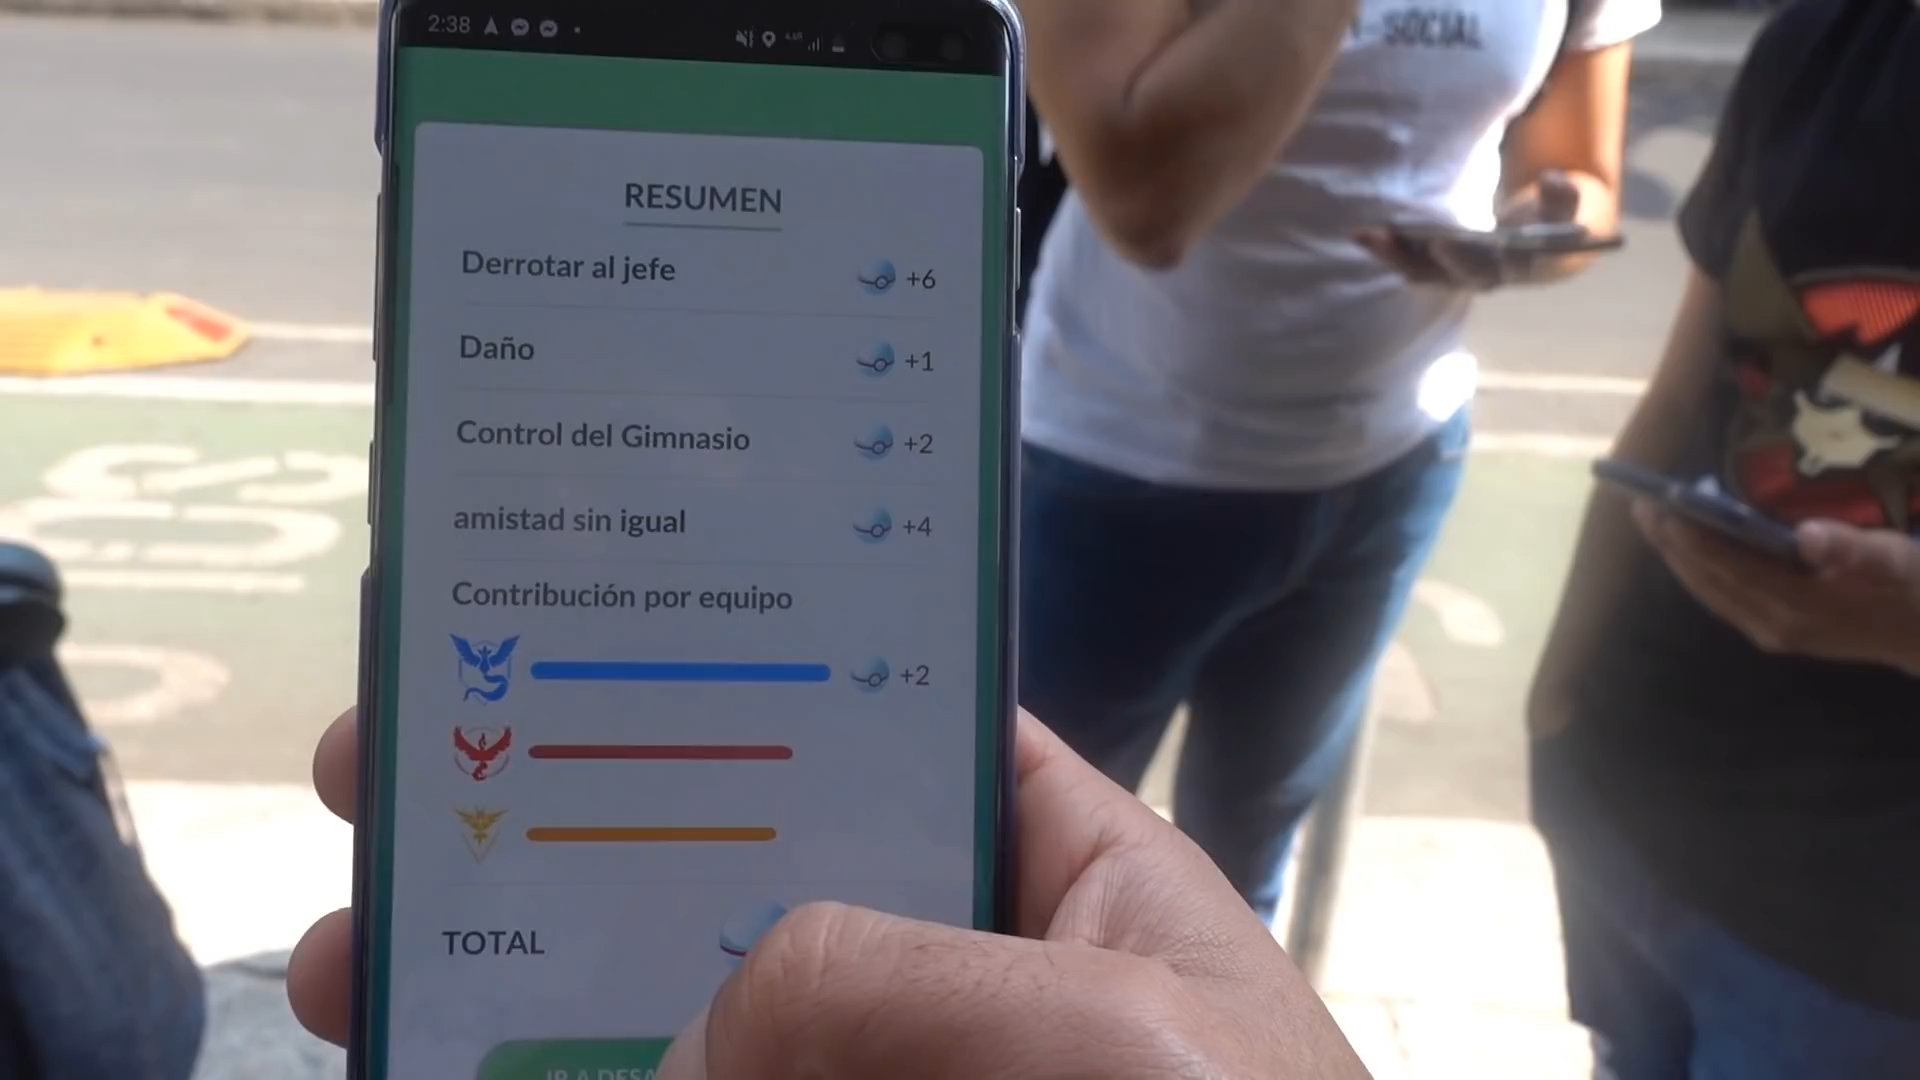 2:38
RESUMEN
Derrotar al jefe +6
Daño +1
Control del Gimnasio +2
amistad sin igual +4
Contribución por equipo
+2
TOTAL
IR A
SOCIAL